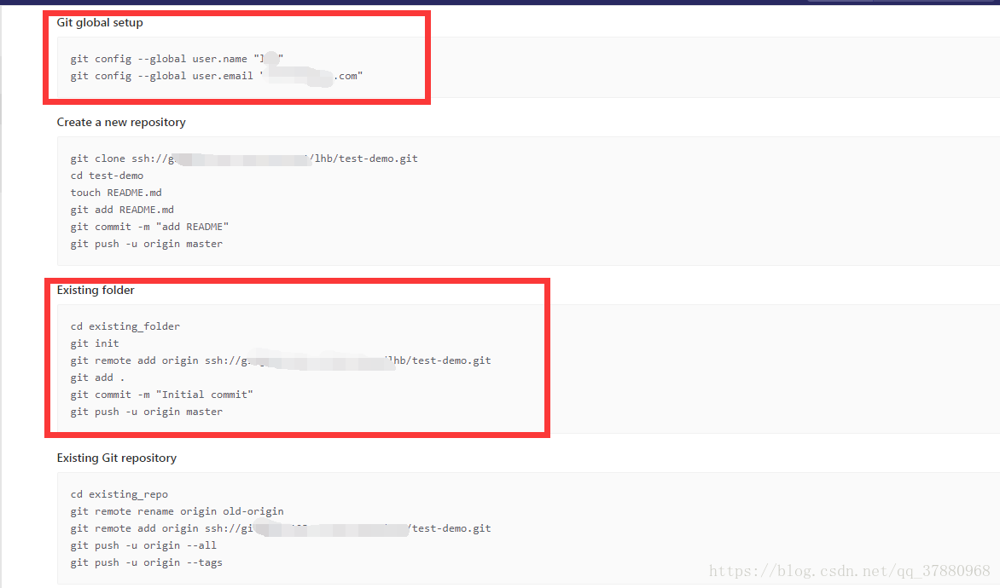 Git global setup
git config --global user.name "l"
git config --global user.email ".com"
Create a new repository
git clone ssh://g/lhb/test-demo.git
cd test-demo
touch README.md
git add README.md
git commit -m "add README"
git push -u origin master
Existing folder
cd existing_folder
git init
git remote add origin ssh://g lhb/test-demo.git
git add .
git commit -m "Initial commit"
git push -u origin master
Existing Git repository
cd existing_repo
git remote rename origin old-origin
git remote add origin ssh://gi /test-demo.git
git push -u origin --all
git push -u origin --tags
https://blog.csdn.net/qq_37880968